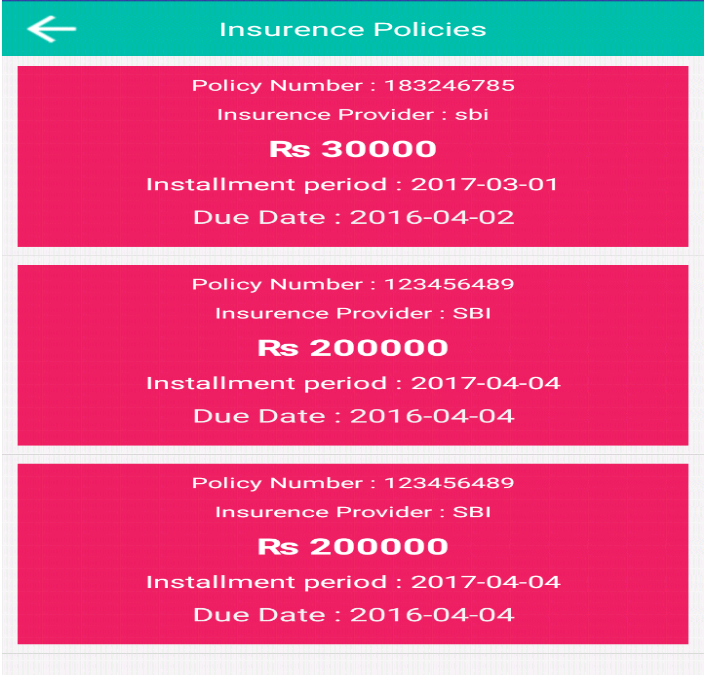 Insurence Policies
Policy Number : 183246785
Insurence Provider : sbi
Rs 30000
Installment period : 2017-03-01
Due Date : 2016-04-02
Policy Number : 123456489
Insurence Provider : SBI
Rs 200000
Installment period : 2017-04-04
Due Date : 2016-04-04
Policy Number : 123456489
Insurence Provider : SBI
Rs 200000
Installment period : 2017-04-04
Due Date : 2016-04-04